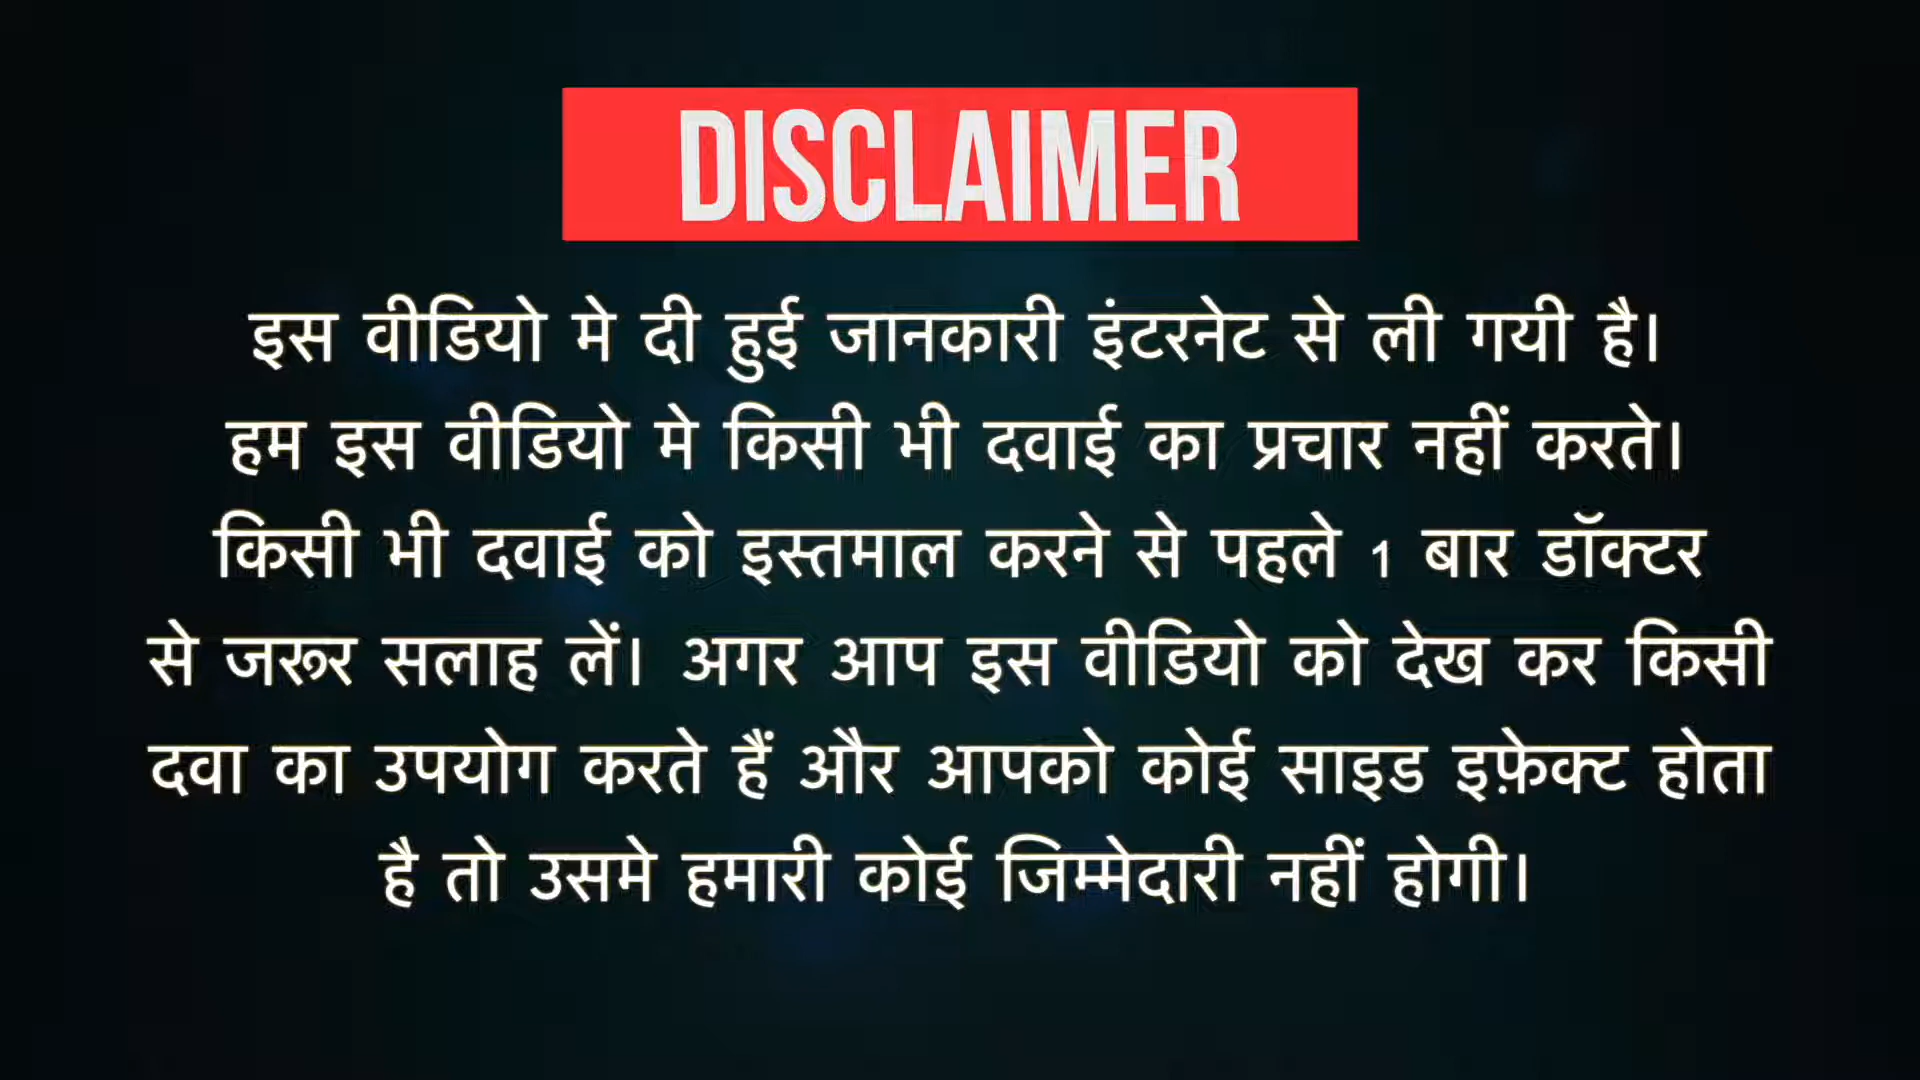 DISCLAIMER
इस वीडियो मे दी हुई जानकारी इंटरनेट से ली गयी है।
हम इस वीडियो मे किसी भी दवाई का प्रचार नहीं करते।
किसी भी दवाई को इस्तमाल करने से पहले 1 बार डॉक्टर
से जरूर सलाह लें। अगर आप इस वीडियो को देख कर किसी
दवा का उपयोग करते हैं और आपको कोई साइड इफ़ेक्ट होता
है तो उसमे हमारी कोई जिम्मेदारी नहीं होगी।